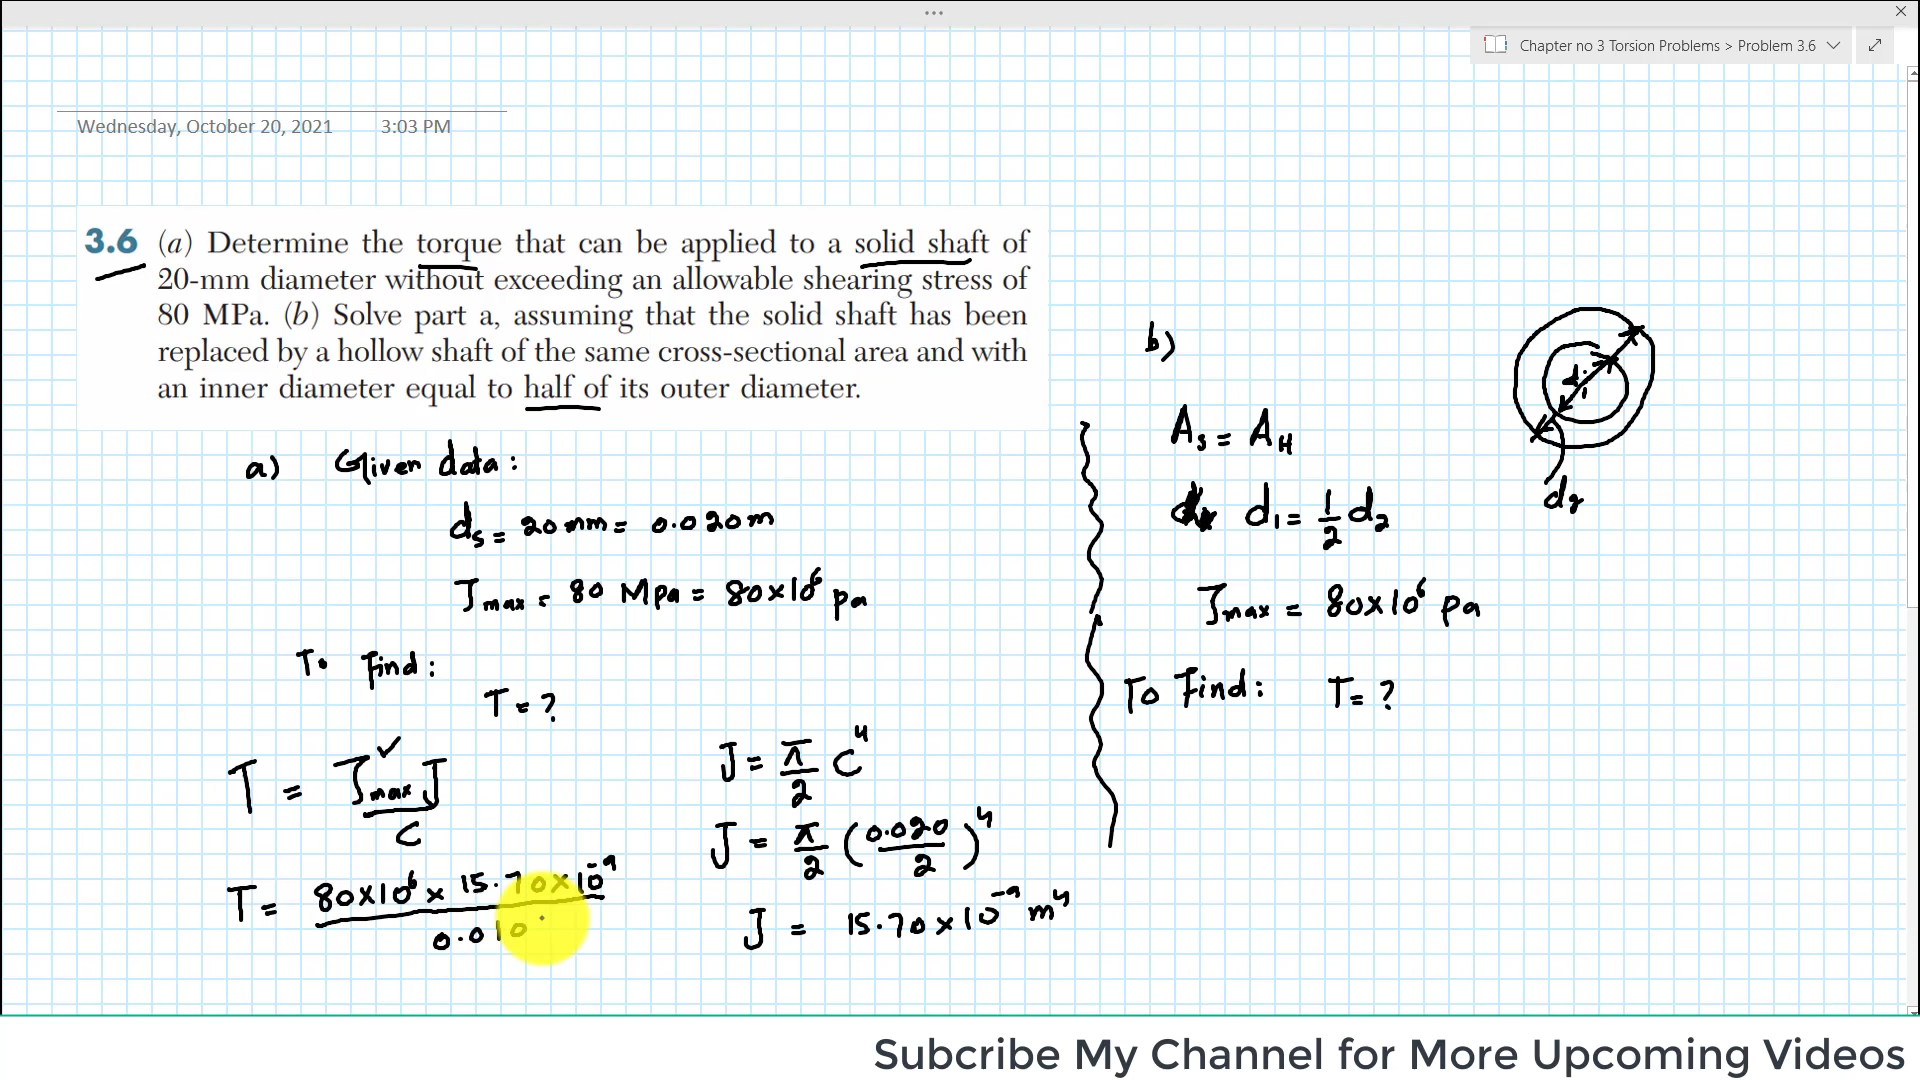 Chapter no 3 Torsion Problems > Problem 3.6
Wednesday, October 20, 2021 3:03 PM
3.6 (a) Determine the torque that can be applied to a solid shaft of
20-mm diameter without exceeding an allowable shearing stress of
80 MPa. (b) Solve part a, assuming that the solid shaft has been
replaced by a hollow shaft of the same cross-sectional area and with
an inner diameter equal to half of its outer diameter.
a) Given data:
ds = 20 mm = 0.020 m
τmax = 80 Mpa = 80×10⁶ pa
To Find:
T = ?
T = τmax J / C
T = 80×10⁶ × 15.70×10⁻⁹ / 0.010
J = π/2 C⁴
J = π/2 (0.020/2)⁴
J = 15.70×10⁻⁹ m⁴
b)
As = AH
d1 = 1/2 d2
τmax = 80×10⁶ pa
To Find: T = ?
di
d2
Subcribe My Channel for More Upcoming Videos